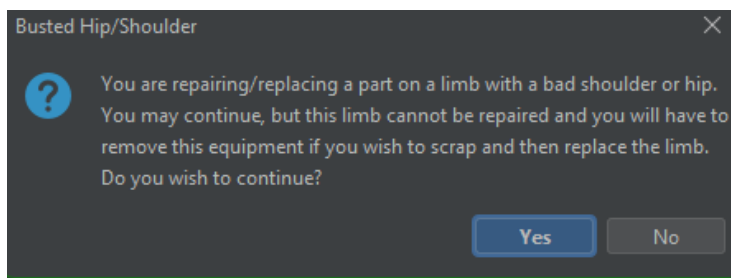 Busted Hip/Shoulder
You are repairing/replacing a part on a limb with a bad shoulder or hip.
You may continue, but this limb cannot be repaired and you will have to
remove this equipment if you wish to scrap and then replace the limb.
Do you wish to continue?
Yes
No